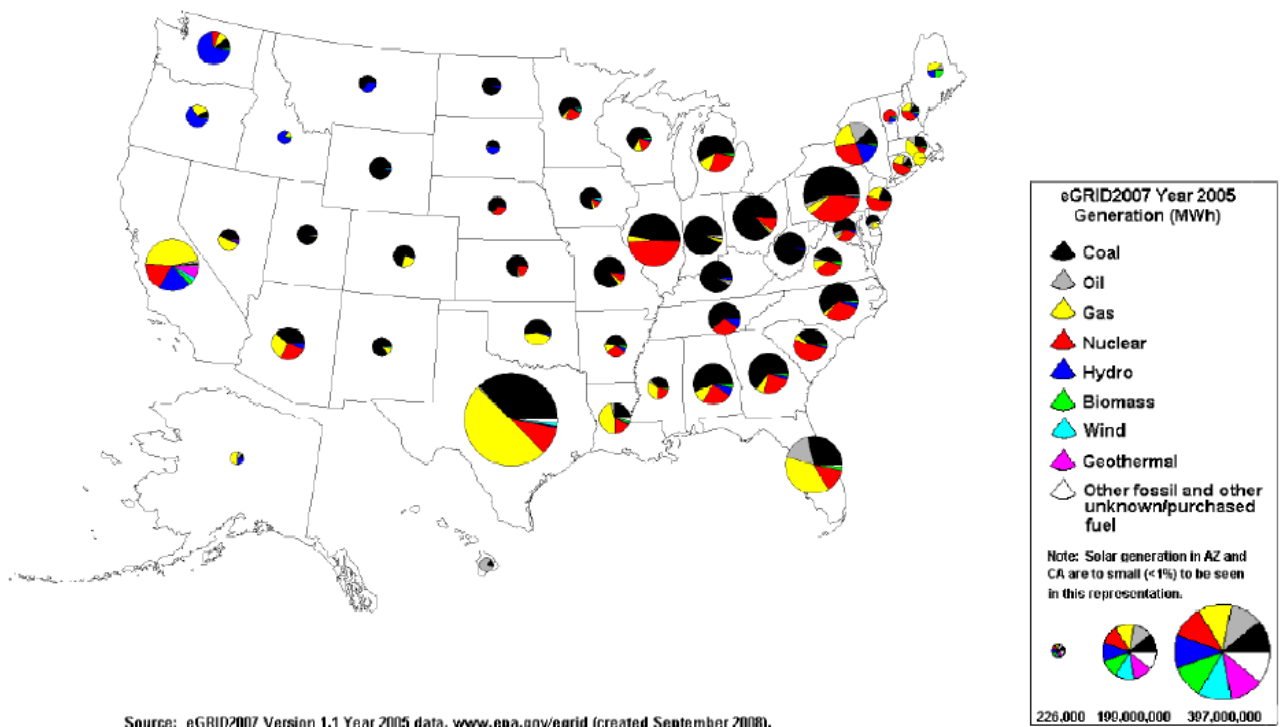 eGRID2007 Year 2005
Generation (MWh)
Coal
Oil
Gas
Nuclear
Hydro
Biomass
Wind
Geothermal
Other fossil and other
unknown/purchased
fuel
Note: Solar generation in AZ and
CA are to small (<1%) to be seen
in this representation.
226,000 199,000,000 397,000,000
Source: eGRID2007 Version 1.1 Year 2005 data, www.epa.gov/egrid (created September 2008).